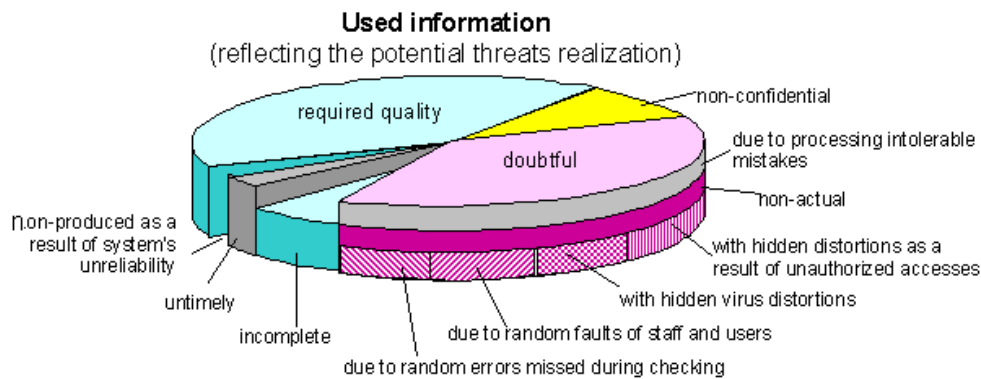 Used information
(reflecting the potential threats realization)
required quality
non-confidential
doubtful
due to processing intolerable
mistakes
non-actual
non-produced as a
result of system's
unreliability
with hidden distortions as a
result of unauthorized accesses
untimely
with hidden virus distortions
incomplete
due to random faults of staff and users
due to random errors missed during checking